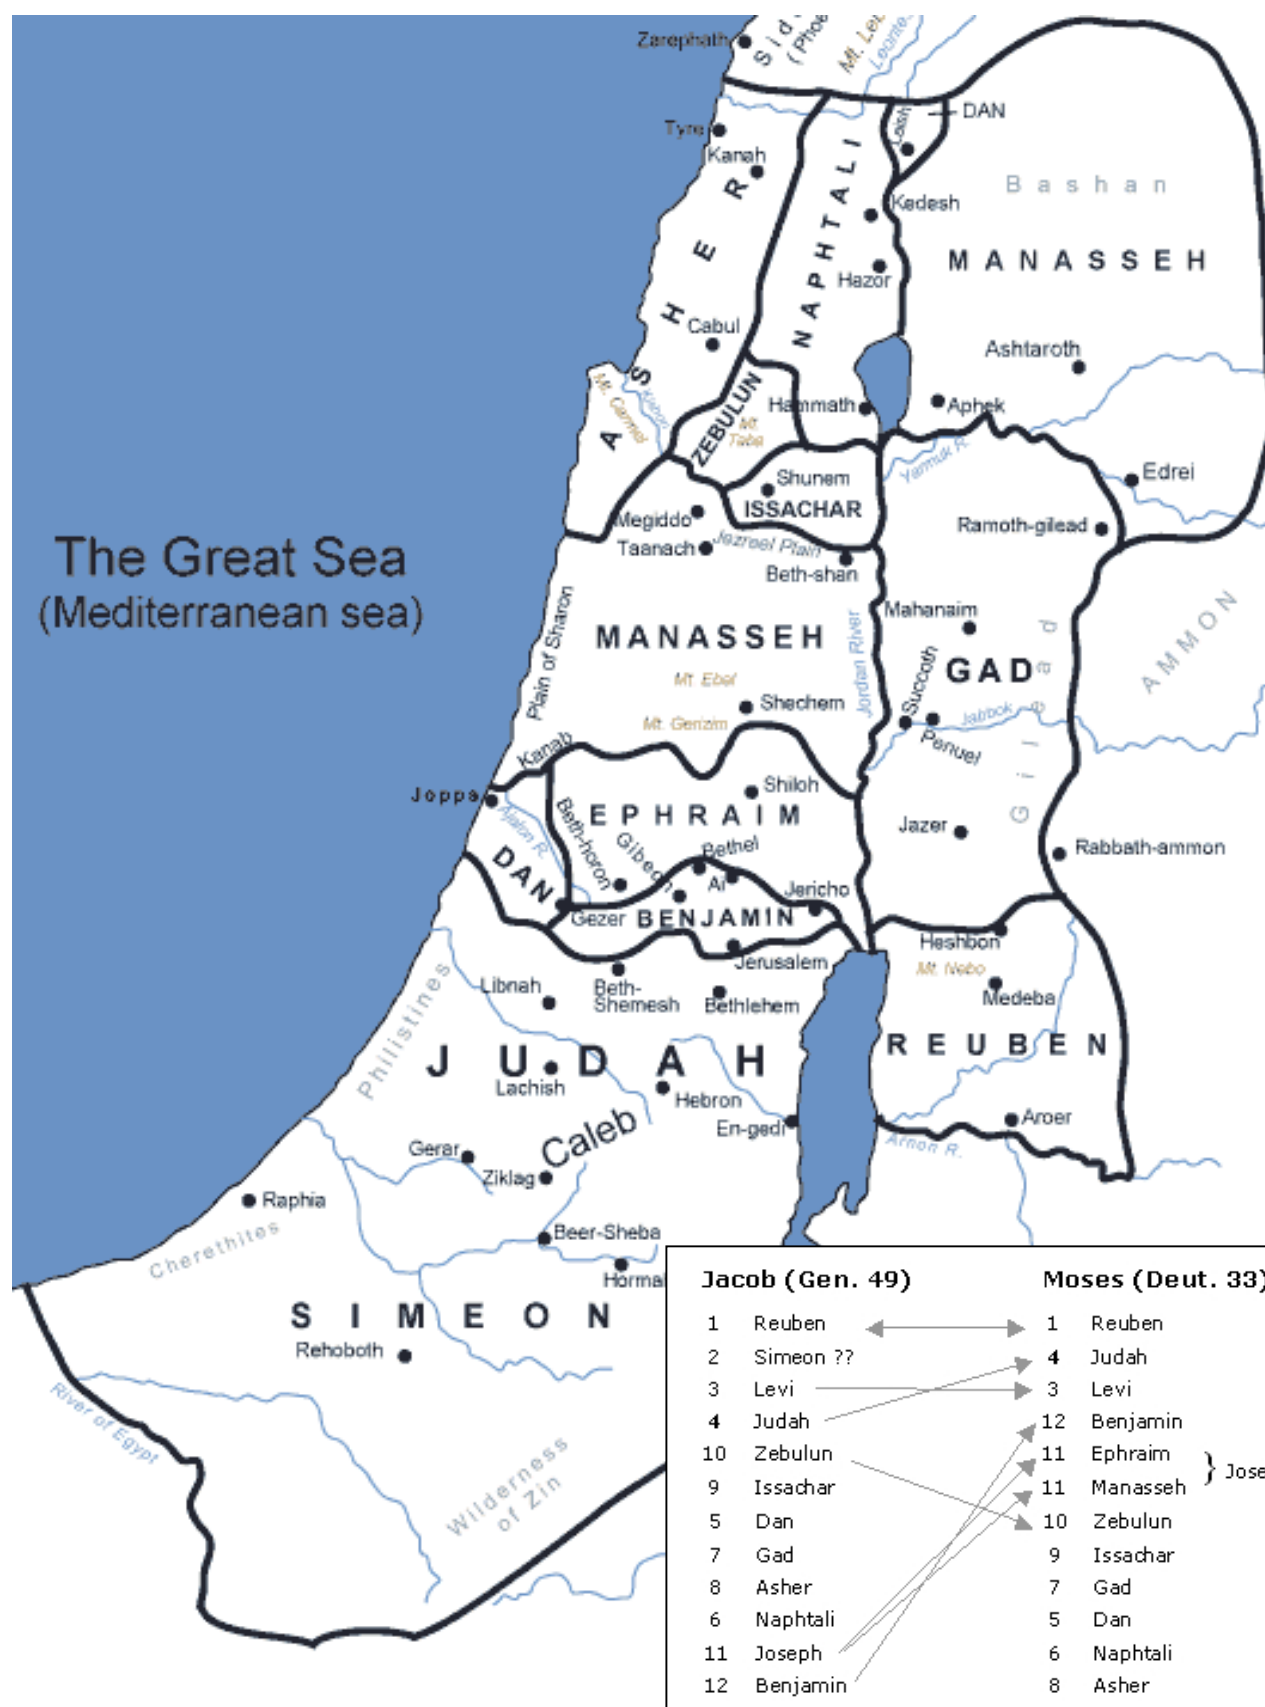 Zarephath
Sid
(Phoe
Mt. Leb
Leonte
Tyre
Kanah
Laish
DAN
Bashan
ASHER
NAPHTALI
Kedesh
MANASSEH
Hazor
Cabul
Ashtaroth
Mt. Carmel
Kishon
ZEBULUN
Mt.
Tabo
Hammath
Aphek
Yarmuk R.
Edrei
Shunem
ISSACHAR
Megiddo
Ramoth-gilead
Taanach
Jezreel Plain
Beth-shan
The Great Sea
(Mediterranean sea)
Plain of Sharon
Mahanaim
MANASSEH
Jordan River
Succoth
GAD
Gilead
AMMON
Mt. Ebal
Shechem
Mt. Gerizim
Jabbok
Penuel
Kanab
Joppa
Ajalon R.
Shiloh
EPHRAIM
Beth-horon
Gibeon
Bethel
Ai
Jazer
Rabbath-ammon
DAN
Jericho
Gezer
BENJAMIN
Heshbon
Jerusalem
Mt. Nebo
Philistines
Libnah
Beth-
Shemesh
Bethlehem
Medeba
JUDAH
REUBEN
Lachish
Hebron
En-gedi
Aroer
Arnon R.
Caleb
Gerar
Ziklag
Raphia
Cherethites
Beer-Sheba
Hormah
SIMEON
Rehoboth
River of Egypt
Wilderness
of Zin
Jacob (Gen. 49) Moses (Deut. 33)
1 Reuben 1 Reuben
2 Simeon ?? 4 Judah
3 Levi 3 Levi
4 Judah 12 Benjamin
10 Zebulun 11 Ephraim
9 Issachar 11 Manasseh } Jose
5 Dan 10 Zebulun
7 Gad 9 Issachar
8 Asher 7 Gad
6 Naphtali 5 Dan
11 Joseph 6 Naphtali
12 Benjamin 8 Asher